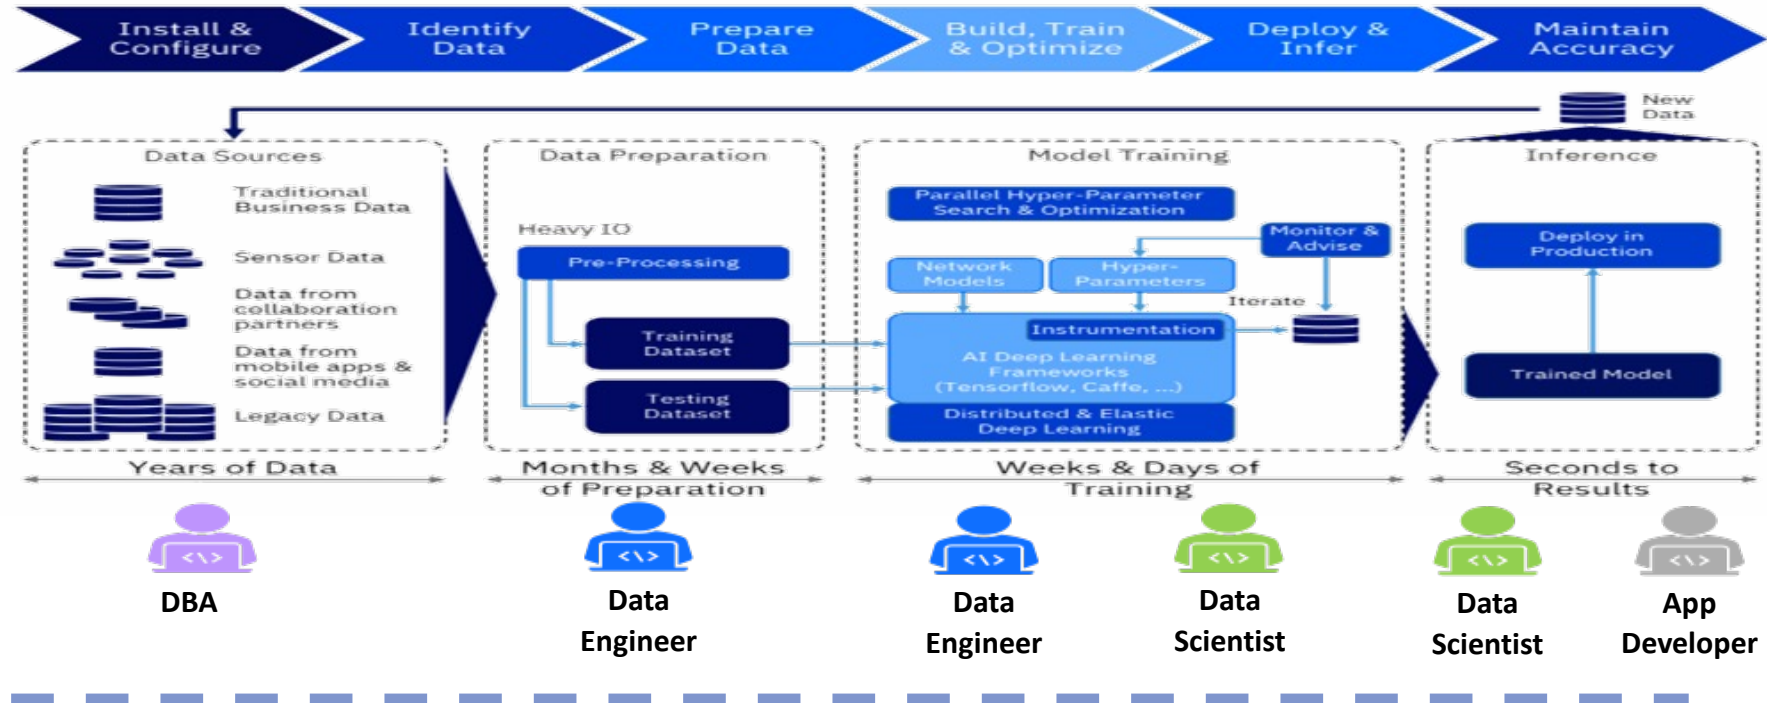 Install &
Configure
Identify
Data
Prepare
Data
Build, Train
& Optimize
Deploy &
Infer
Maintain
Accuracy
New
Data
Data Sources
Traditional
Business Data
Sensor Data
Data from
collaboration
partners
Data from
mobile apps &
social media
Legacy Data
Years of Data
Data Preparation
Heavy IO
Pre-Processing
Training
Dataset
Testing
Dataset
Months & Weeks
of Preparation
Model Training
Parallel Hyper-Parameter
Search & Optimization
Monitor &
Advise
Network
Models
Hyper-
Parameters
Iterate
Instrumentation
AI Deep Learning
Frameworks
(Tensorflow, Caffe, ...)
Distributed & Elastic
Deep Learning
Weeks & Days of
Training
Inference
Deploy in
Production
Trained Model
Seconds to
Results
<\>
<\>
<\>
<\>
<\>
<\>
DBA
Data
Engineer
Data
Engineer
Data
Scientist
Data
Scientist
App
Developer